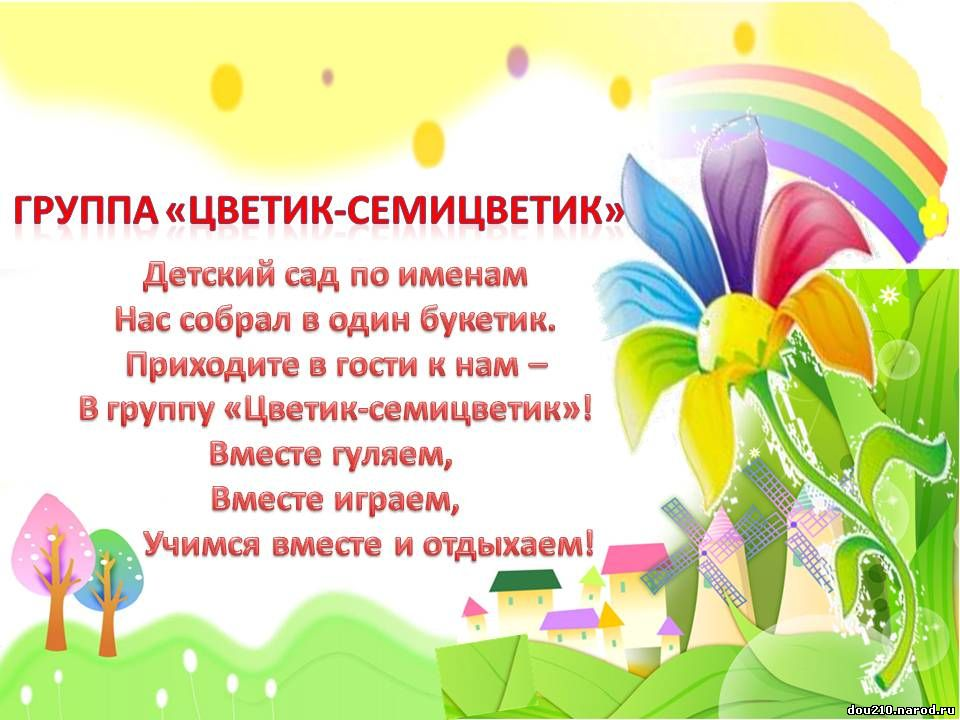 ГРУППА «ЦВЕТИК-СЕМИЦВЕТИК»
Детский сад по именам
Нас собрал в один букетик.
Приходите в гости к нам –
В группу «Цветик-семицветик»!
Вместе гуляем,
Вместе играем,
Учимся вместе и отдыхаем!
dou210.narod.ru